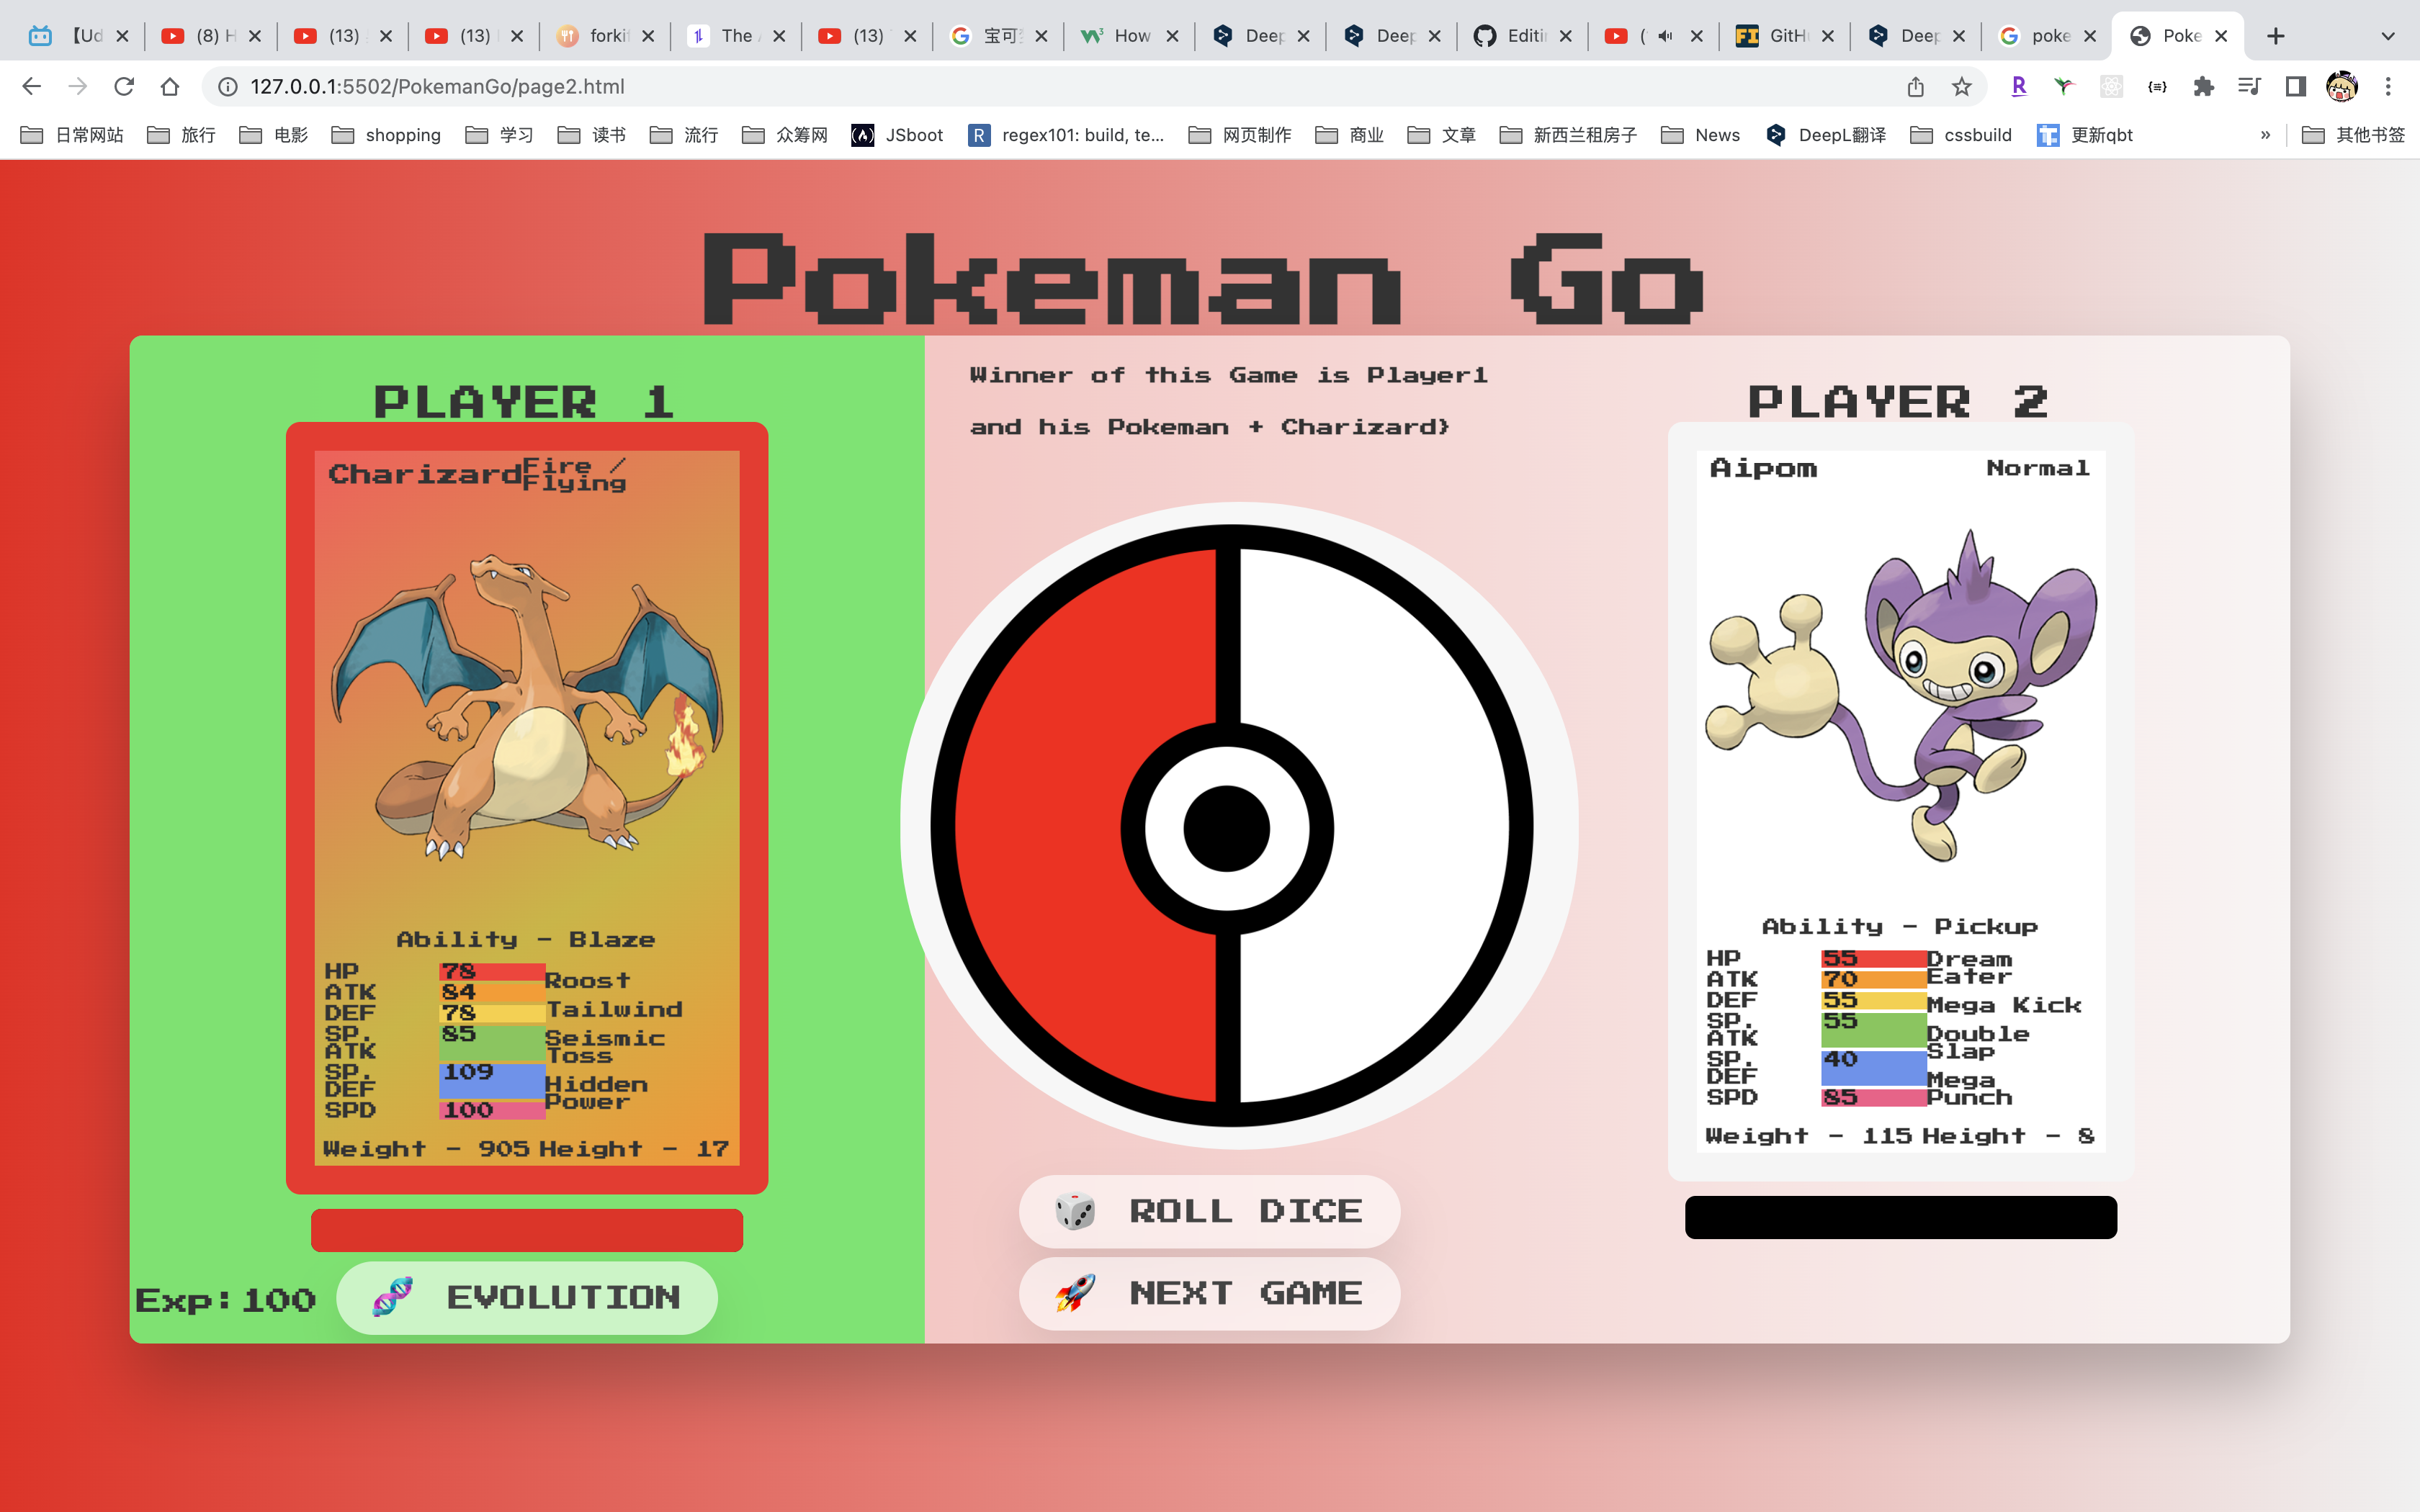 【Ud
(8) H
(13)
(13)
forki
The
(13)
宝可
How
Deep
Deep
Editi
(
GitH
Deep
poke
Poke
127.0.0.1:5502/PokemanGo/page2.html
日常网站
旅行
电影
shopping
学习
读书
流行
众筹网
JSboot
regex101: build, te...
网页制作
商业
文章
新西兰租房子
News
DeepL翻译
cssbuild
更新qbt
»
其他书签
Pokeman Go
PLAYER 1
Charizard
Fire /
Flying
Ability - Blaze
HP 78
ATK 84
DEF 78
SP. ATK 85
SP. DEF 109
SPD 100
Roost
Tailwind
Seismic
Toss
Hidden
Power
Weight - 905 Height - 17
Exp:100
🧬 EVOLUTION
Winner of this Game is Player1
and his Pokeman + Charizard}
🎲 ROLL DICE
🚀 NEXT GAME
PLAYER 2
Aipom
Normal
Ability - Pickup
HP 55
ATK 70
DEF 55
SP. ATK 55
SP. DEF 40
SPD 85
Dream
Eater
Mega Kick
Double
Slap
Mega
Punch
Weight - 115 Height - 8